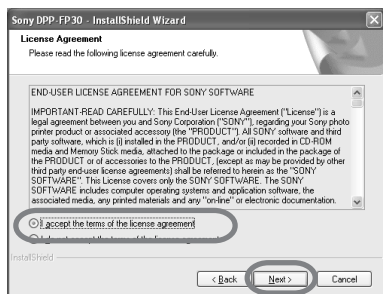 Sony DPP-FP30 - InstallShield Wizard
License Agreement
Please read the following license agreement carefully.
END-USER LICENSE AGREEMENT FOR SONY SOFTWARE
IMPORTANT-READ CAREFULLY: This End-User License Agreement ("License") is a
legal agreement between you and Sony Corporation ("SONY"), regarding your Sony photo
printer product or associated accessory (the "PRODUCT"). All SONY software and third
party software, which is (i) installed in the PRODUCT, and/or (ii) recorded in CD-ROM
media and Memory Stick media, attached to the package or included in the package of
the PRODUCT or of accessories to the PRODUCT, (except as may be provided by other
third party end-user license agreements) shall be referred to herein as the "SONY
SOFTWARE". This License covers only the SONY SOFTWARE. The SONY
SOFTWARE includes computer operating systems and application software, the
associated media, any printed materials and any "on-line" or electronic documentation.
I accept the terms of the license agreement
InstallShield
< Back Next > Cancel